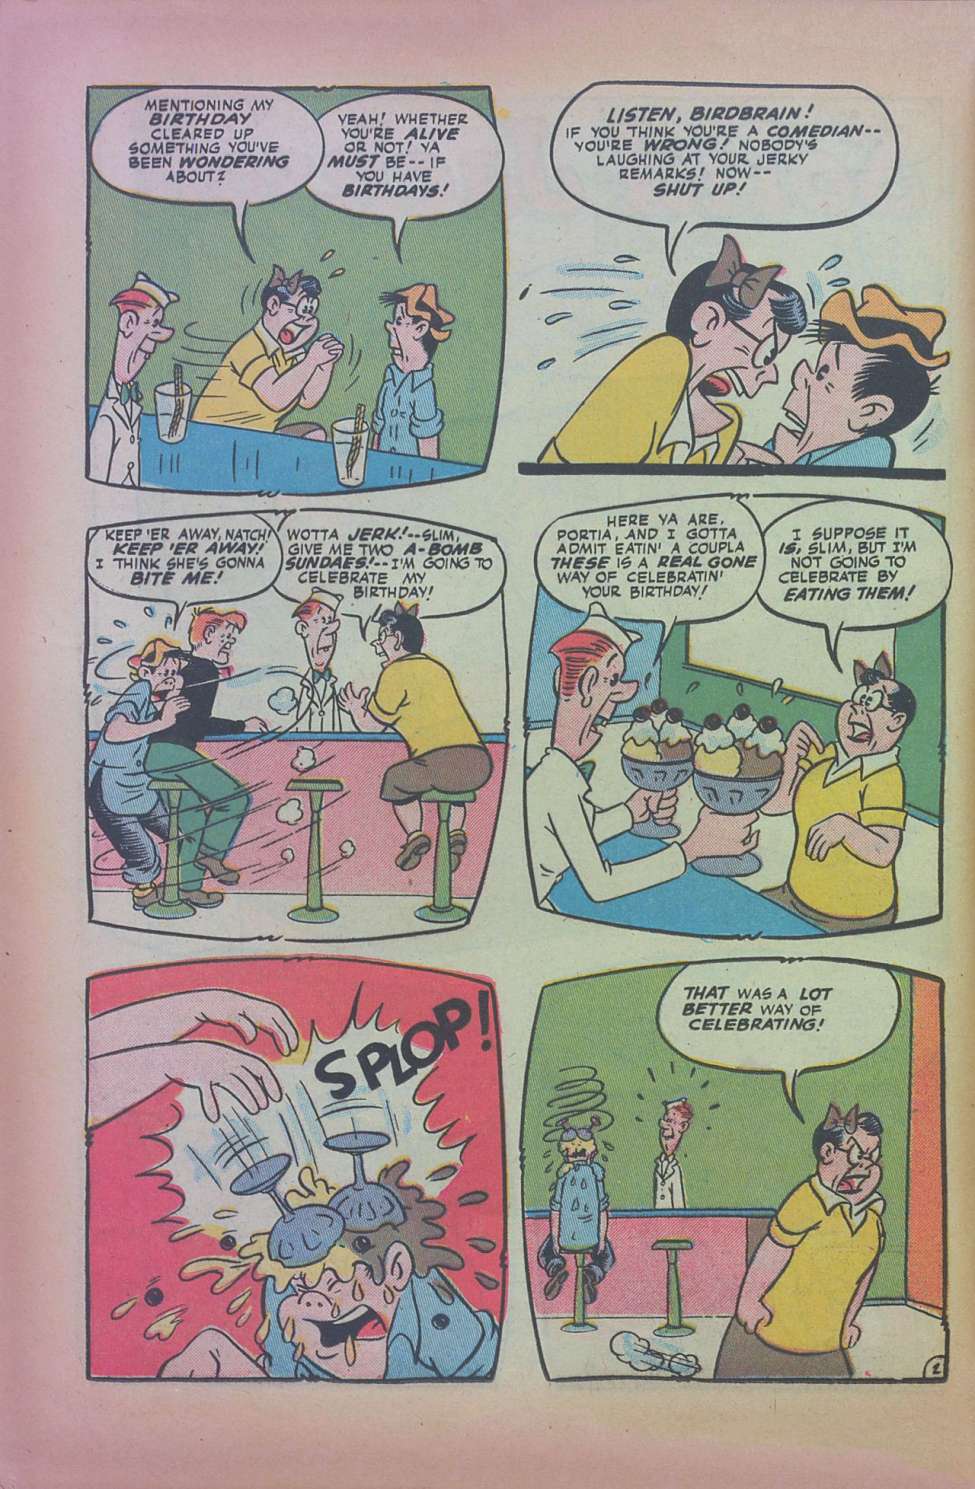 MENTIONING MY
BIRTHDAY
CLEARED UP
SOMETHING YOU'VE
BEEN WONDERING
ABOUT?
YEAH! WHETHER
YOU'RE ALIVE
OR NOT! YA
MUST BE--IF
YOU HAVE
BIRTHDAYS!
LISTEN, BIRDBRAIN!
IF YOU THINK YOU'RE A COMEDIAN--
YOU'RE WRONG! NOBODY'S
LAUGHING AT YOUR JERKY
REMARKS! NOW--
SHUT UP!
KEEP 'ER AWAY, NATCH!
KEEP 'ER AWAY!
I THINK SHE'S GONNA
BITE ME!
WOTTA JERK!--SLIM,
GIVE ME TWO A-BOMB
SUNDAES!--I'M GOING TO
CELEBRATE MY
BIRTHDAY!
HERE YA ARE,
PORTIA, AND I GOTTA
ADMIT EATIN' A COUPLA
THESE IS A REAL GONE
WAY OF CELEBRATIN'
YOUR BIRTHDAY!
I SUPPOSE IT
IS, SLIM, BUT I'M
NOT GOING TO
CELEBRATE BY
EATING THEM!
SPLOP!
THAT WAS A LOT
BETTER WAY OF
CELEBRATING!
2